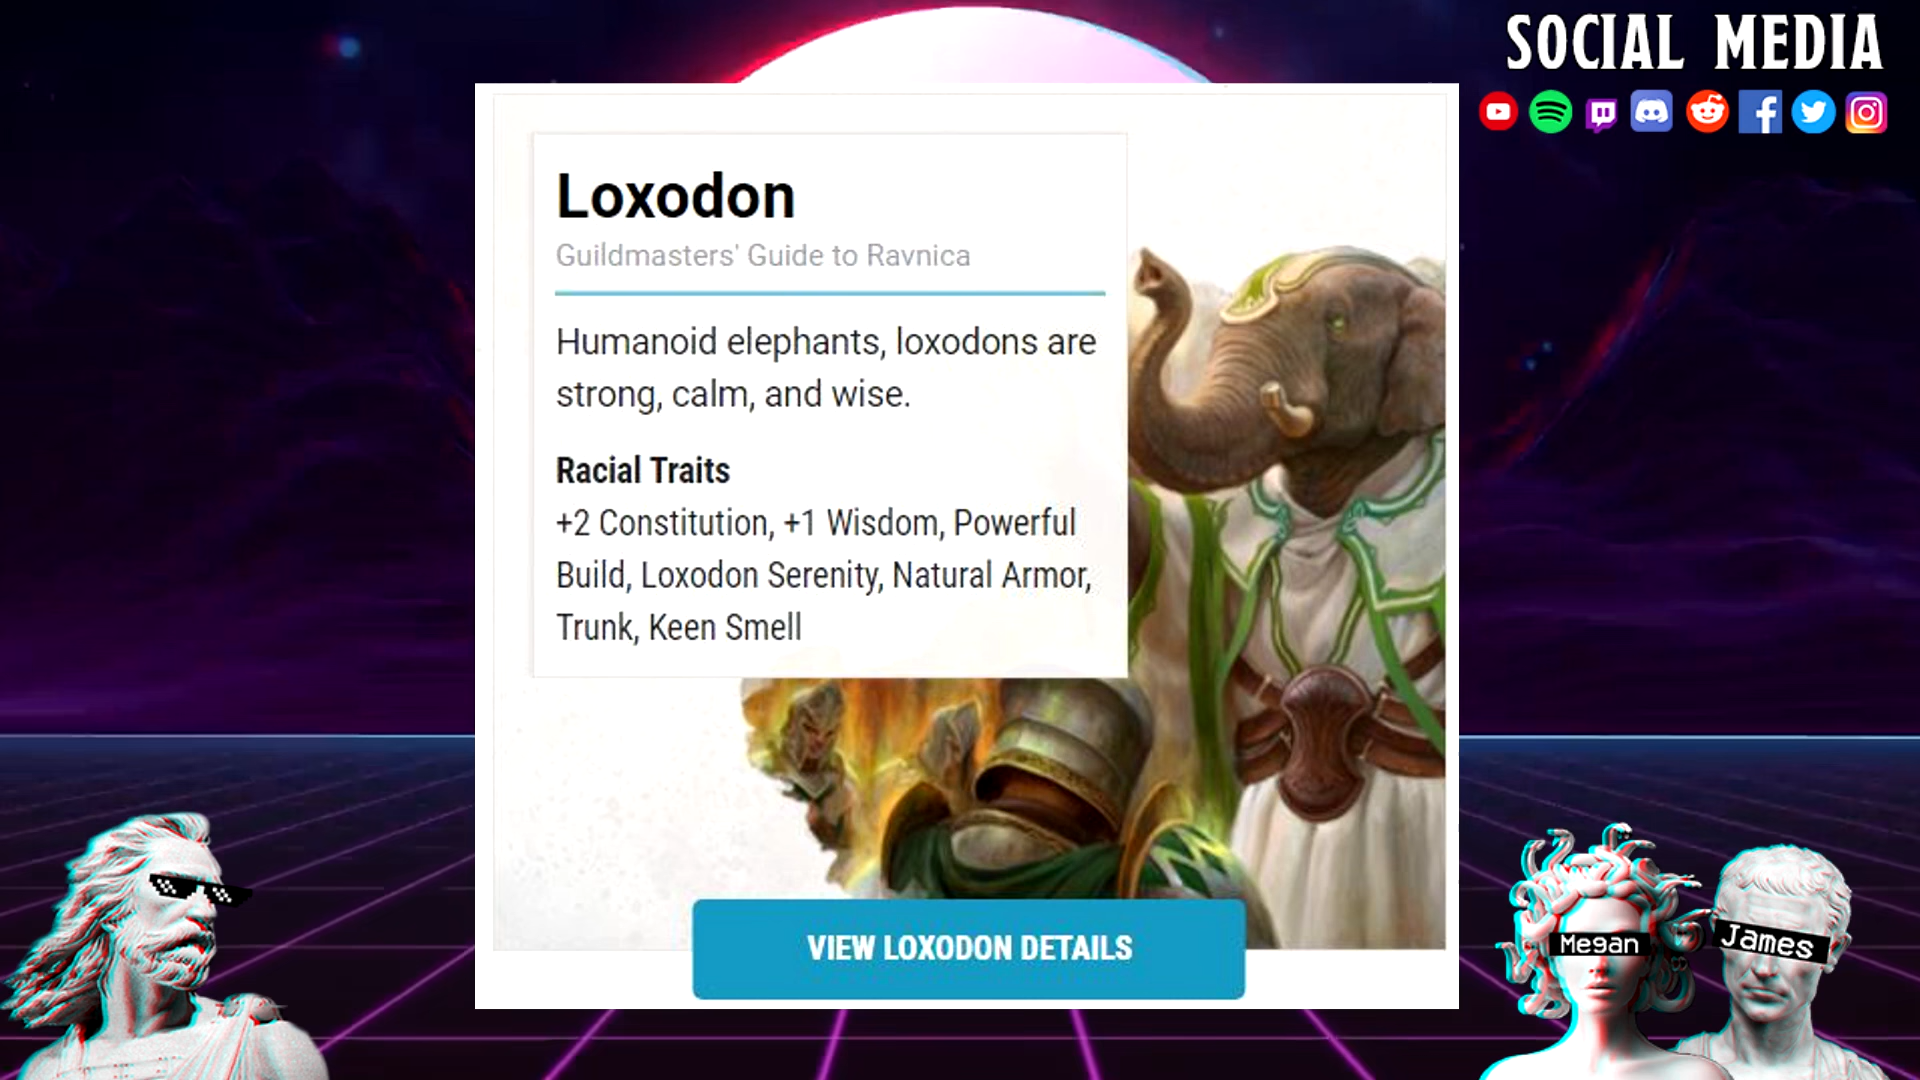 SOCIAL MEDIA
Loxodon
Guildmasters' Guide to Ravnica
Humanoid elephants, loxodons are
strong, calm, and wise.
Racial Traits
+2 Constitution, +1 Wisdom, Powerful
Build, Loxodon Serenity, Natural Armor,
Trunk, Keen Smell
VIEW LOXODON DETAILS
Megan
James